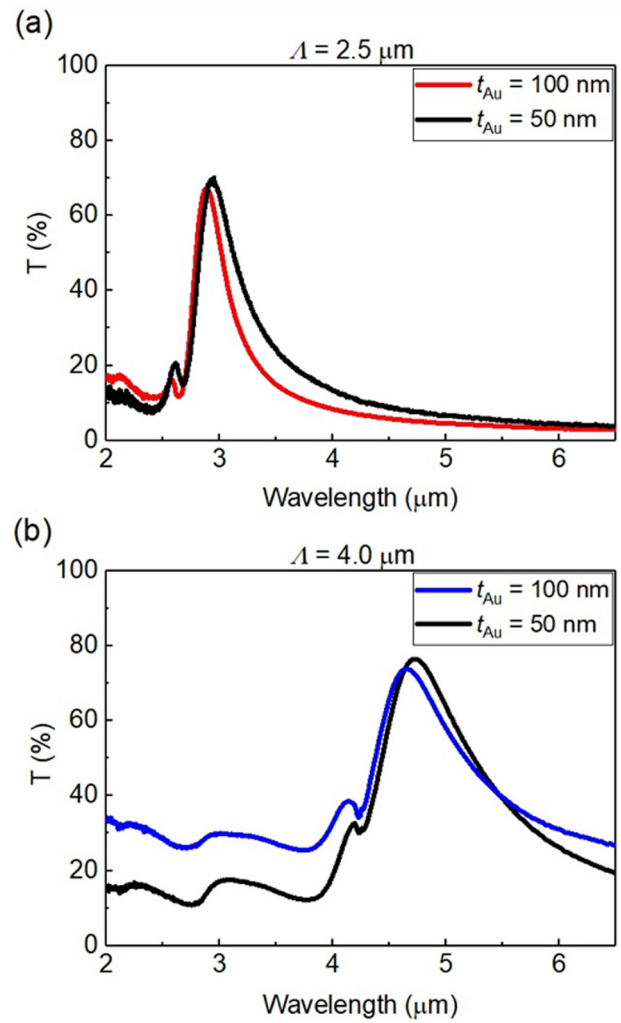 (a)
Λ = 2.5 μm
100
80
60
40
20
0
T (%)
t_Au = 100 nm
t_Au = 50 nm
2 3 4 5 6
Wavelength (μm)
(b)
Λ = 4.0 μm
100
80
60
40
20
0
T (%)
t_Au = 100 nm
t_Au = 50 nm
2 3 4 5 6
Wavelength (μm)